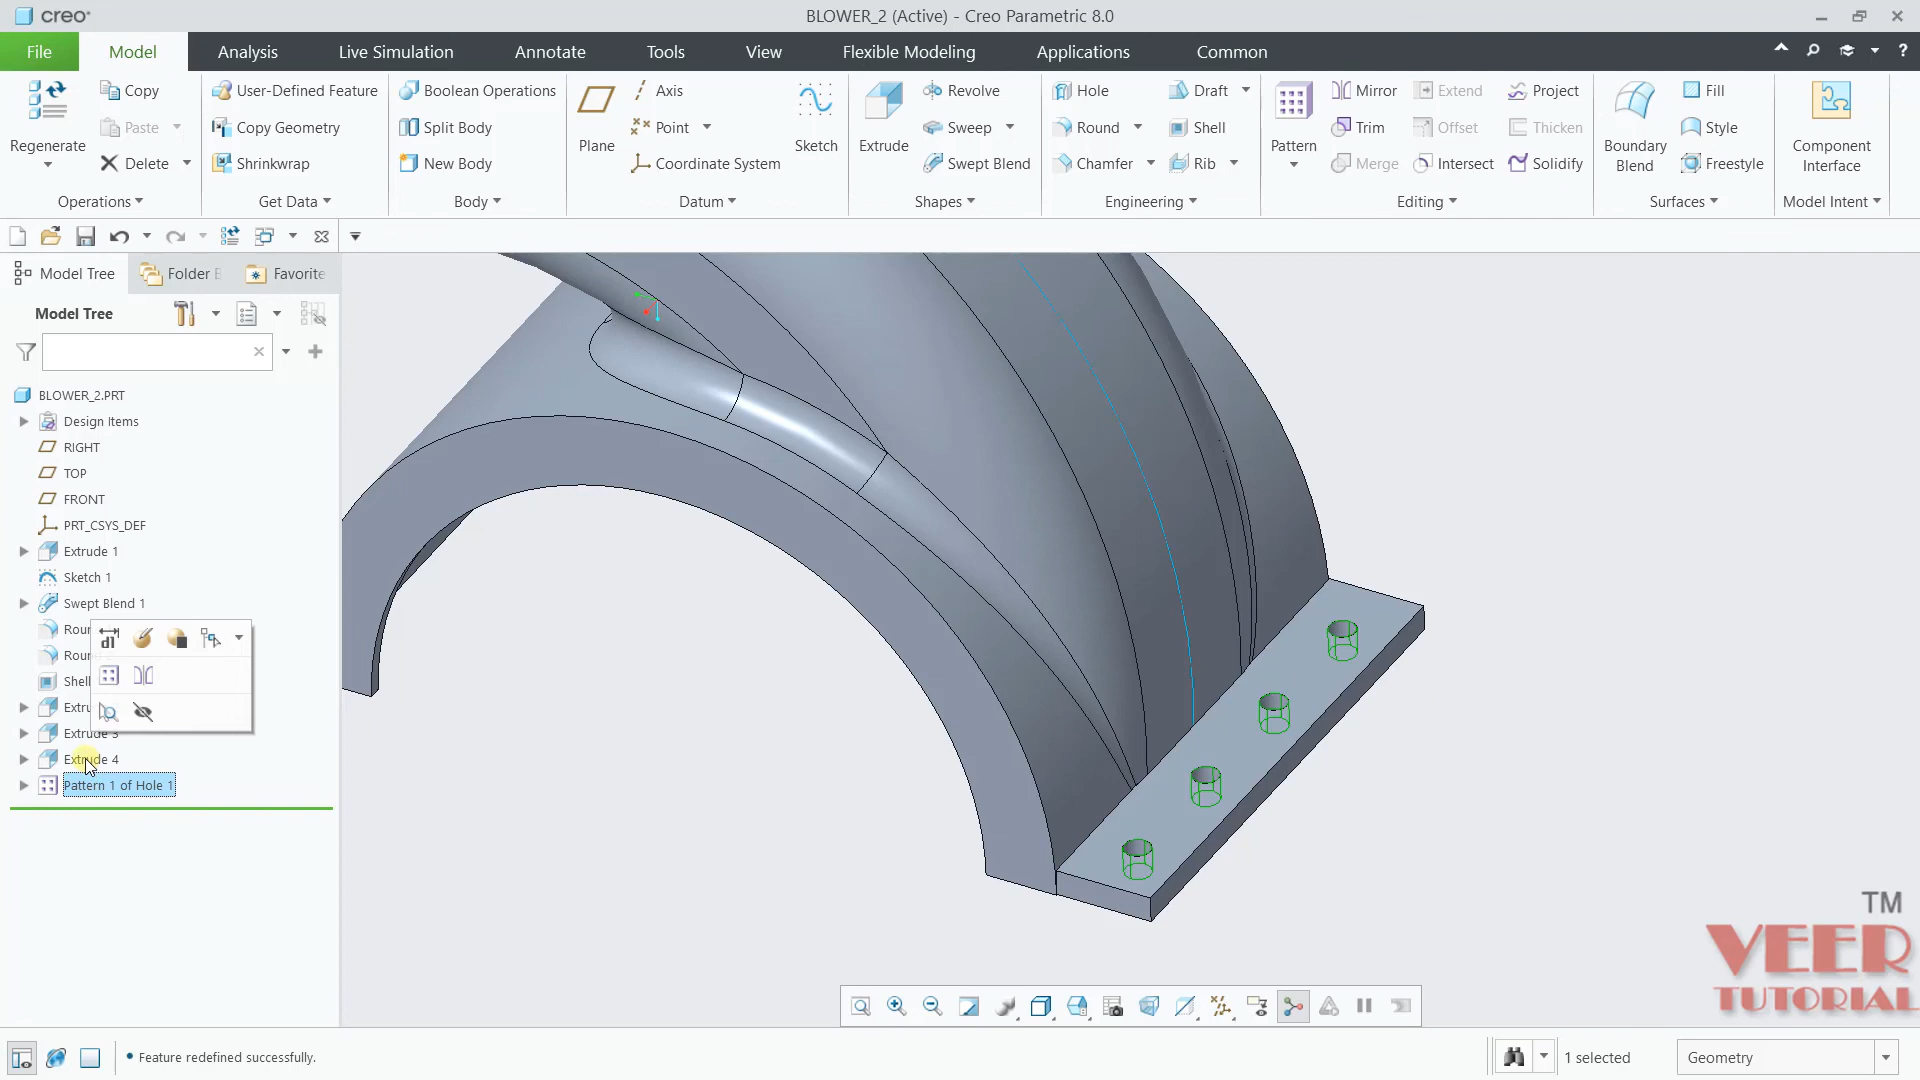 creo®
BLOWER_2 (Active) - Creo Parametric 8.0
File
Model
Analysis
Live Simulation
Annotate
Tools
View
Flexible Modeling
Applications
Common
?
Regenerate
Copy
Paste
Delete
Operations
User-Defined Feature
Copy Geometry
Shrinkwrap
Get Data
Boolean Operations
Split Body
New Body
Body
Plane
Axis
Point
Coordinate System
Sketch
Datum
Extrude
Revolve
Sweep
Swept Blend
Shapes
Hole
Round
Chamfer
Draft
Shell
Rib
Engineering
Pattern
Mirror
Trim
Merge
Extend
Offset
Intersect
Project
Thicken
Solidify
Editing
Boundary
Blend
Fill
Style
Freestyle
Surfaces
Component
Interface
Model Intent
Model Tree
Folder B
Favorite
Model Tree
BLOWER_2.PRT
Design Items
RIGHT
TOP
FRONT
PRT_CSYS_DEF
Extrude 1
Sketch 1
Swept Blend 1
Roun
Roun
Shell
Extru
Extrude 3
Extrude 4
Pattern 1 of Hole 1
TM
VEER
TUTORIAL
Feature redefined successfully.
1 selected
Geometry